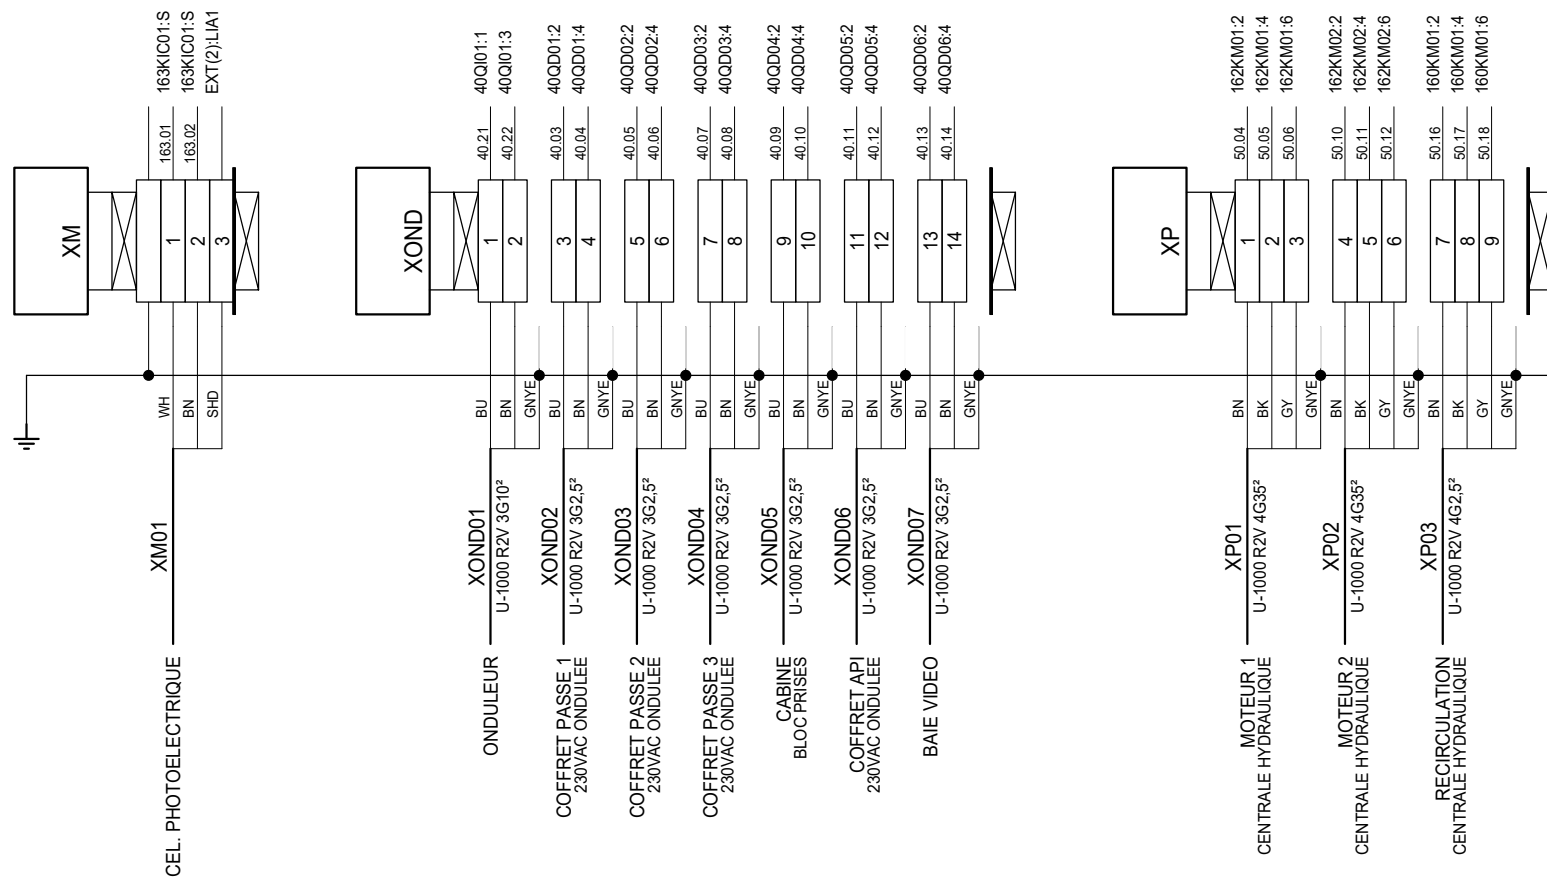 163KIC01:S
163KIC01:S
EXT(2):LIA1
163.01
163.02
XM
1
2
3
WH
BN
SHD
XM01
CEL. PHOTOELECTRIQUE
40QI01:1
40QI01:3
40QD01:2
40QD01:4
40QD02:2
40QD02:4
40QD03:2
40QD03:4
40QD04:2
40QD04:4
40QD05:2
40QD05:4
40QD06:2
40QD06:4
40.21
40.22
40.03
40.04
40.05
40.06
40.07
40.08
40.09
40.10
40.11
40.12
40.13
40.14
XOND
1
2
3
4
5
6
7
8
9
10
11
12
13
14
BU
BN
GNYE
BU
BN
GNYE
BU
BN
GNYE
BU
BN
GNYE
BU
BN
GNYE
BU
BN
GNYE
BU
BN
GNYE
XOND01
U-1000 R2V 3G10²
XOND02
U-1000 R2V 3G2,5²
XOND03
U-1000 R2V 3G2,5²
XOND04
U-1000 R2V 3G2,5²
XOND05
U-1000 R2V 3G2,5²
XOND06
U-1000 R2V 3G2,5²
XOND07
U-1000 R2V 3G2,5²
ONDULEUR
COFFRET PASSE 1
230VAC ONDULEE
COFFRET PASSE 2
230VAC ONDULEE
COFFRET PASSE 3
230VAC ONDULEE
CABINE
BLOC PRISES
COFFRET API
230VAC ONDULEE
BAIE VIDEO
162KM01:2
162KM01:4
162KM01:6
162KM02:2
162KM02:4
162KM02:6
160KM01:2
160KM01:4
160KM01:6
50.04
50.05
50.06
50.10
50.11
50.12
50.16
50.17
50.18
XP
1
2
3
4
5
6
7
8
9
BN
BK
GY
GNYE
BN
BK
GY
GNYE
BN
BK
GY
GNYE
XP01
U-1000 R2V 4G35²
XP02
U-1000 R2V 4G35²
XP03
U-1000 R2V 4G2,5²
MOTEUR 1
CENTRALE HYDRAULIQUE
MOTEUR 2
CENTRALE HYDRAULIQUE
RECIRCULATION
CENTRALE HYDRAULIQUE